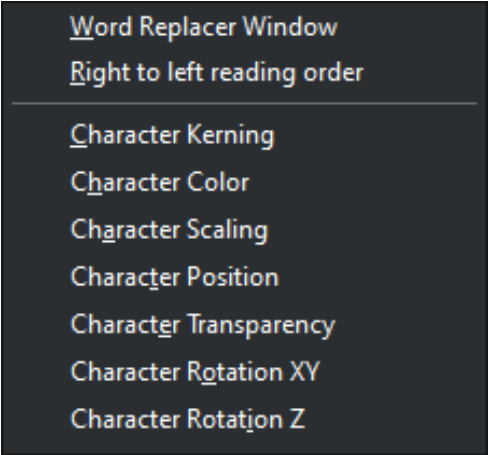 Word Replacer Window
Right to left reading order
Character Kerning
Character Color
Character Scaling
Character Position
Character Transparency
Character Rotation XY
Character Rotation Z